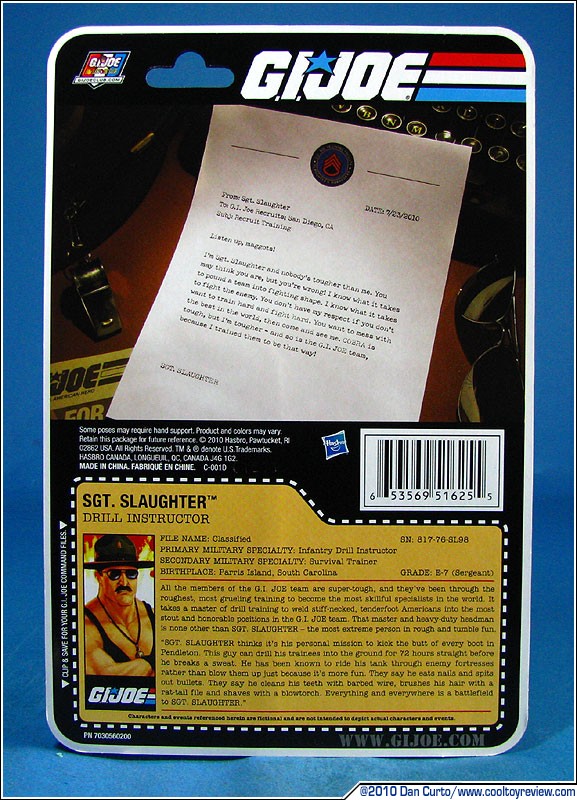 GI JOE
GIJOECLUB.COM
G.I.JOE
B N M
From: Sgt. Slaughter
DATE: 7/23/2010
To: G.I. Joe Recruits; San Diego, CA
Subj: Recruit Training
Listen up, maggots!
I'm Sgt. Slaughter and nobody's tougher than me. You
may think you are, but you're wrong! I know what it takes
to pound a team into fighting shape. I know what it takes
to fight the enemy. You don't have my respect if you don't
want to train hard and fight hard. You want to mess with
the best in the world, then come and see me. COBRA is
tough, but I'm tougher - and so is the G.I. JOE team,
because I trained them to be that way!
SGT. SLAUGHTER
JOE
AMERICAN HERO
FOR
Some poses may require hand support. Product and colors may vary.
Retain this package for future reference. © 2010 Hasbro, Pawtucket, RI
02862 USA. All Rights Reserved. TM & ® denote U.S. Trademarks.
HASBRO CANADA, LONGUEUIL, QC, CANADA J4G 1G2.
MADE IN CHINA. FABRIQUÉ EN CHINE. C-001D
Hasbro
6 53569 51625 5
SGT. SLAUGHTER™
DRILL INSTRUCTOR
CLIP & SAVE FOR YOUR G.I. JOE COMMAND FILES.
FILE NAME: Classified
SN: 817-76-SL98
PRIMARY MILITARY SPECIALTY: Infantry Drill Instructor
SECONDARY MILITARY SPECIALTY: Survival Trainer
BIRTHPLACE: Parris Island, South Carolina
GRADE: E-7 (Sergeant)
All the members of the G.I. JOE team are super-tough, and they've been through the
roughest, most grueling training to become the most skillful specialists in the world. It
takes a master of drill training to weld stiff-necked, tenderfoot Americans into the most
stout and honorable positions in the G.I. JOE team. That master and heavy-duty headman
is none other than SGT. SLAUGHTER – the most extreme person in rough and tumble fun.
"SGT. SLAUGHTER thinks it's his personal mission to kick the butt of every boot in
Pendleton. This guy can drill his trainees into the ground for 72 hours straight before
he breaks a sweat. He has been known to ride his tank through enemy fortresses
rather than blow them up just because it's more fun. They say he eats nails and spits
out bullets. They say he cleans his teeth with barbed wire, brushes his hair with a
rat-tail file and shaves with a blowtorch. Everything and everywhere is a battlefield
to SGT. SLAUGHTER."
G.I.JOE
Characters and events referenced herein are fictional and are not intended to depict actual characters and events.
PN 7030560200
WWW.GIJOE.COM
©2010 Dan Curto/www.cooltoyreview.com